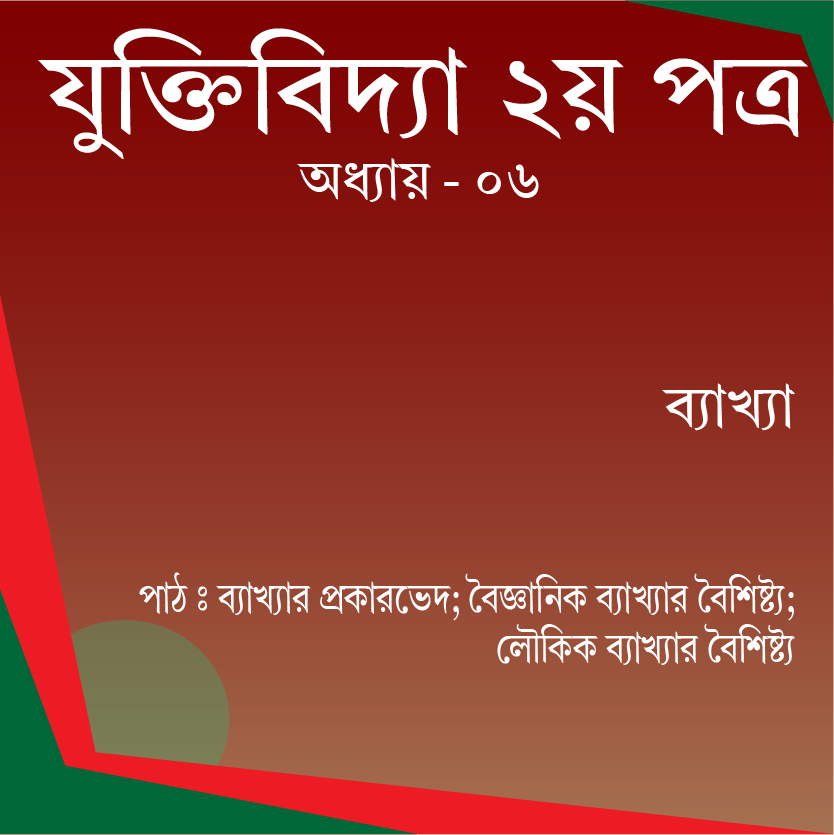 যুক্তিবিদ্যা ২য় পত্র
অধ্যায় - ০৬
ব্যাখ্যা
পাঠ ঃ ব্যাখ্যার প্রকারভেদ; বৈজ্ঞানিক ব্যাখ্যার বৈশিষ্ট্য;
লৌকিক ব্যাখ্যার বৈশিষ্ট্য